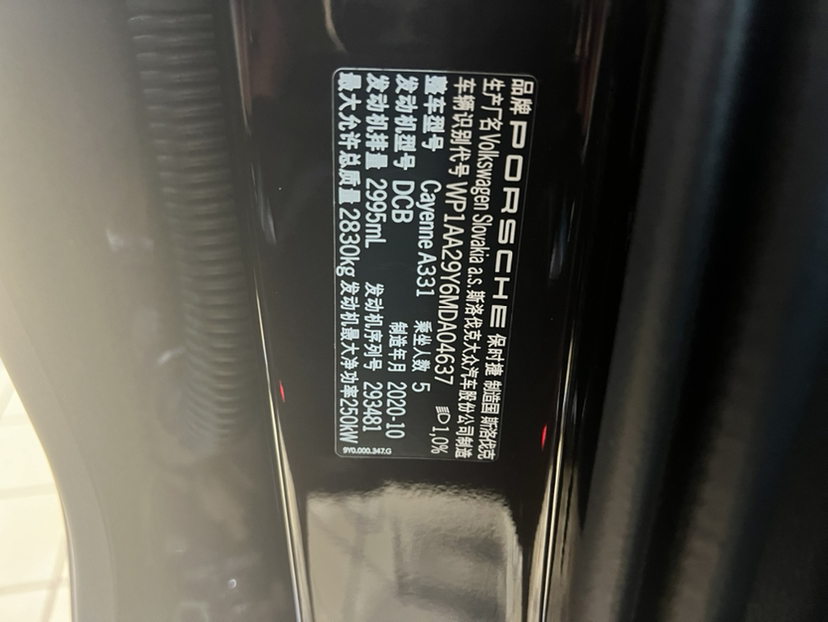 品牌 PORSCHE 保时捷 制造国 斯洛伐克
生产厂名 Volkswagen Slovakia a.s. 斯洛伐克大众汽车股份公司制造
车辆识别代号 WP1AA29Y6MDA04637 1,0%
整车型号 Cayenne A331 乘坐人数 5
发动机型号 DCB 制造年月 2020-10
发动机排量 2995mL 发动机序列号 293481
最大允许总质量 2830kg 发动机最大净功率 250kW
9Y0.000.347.G